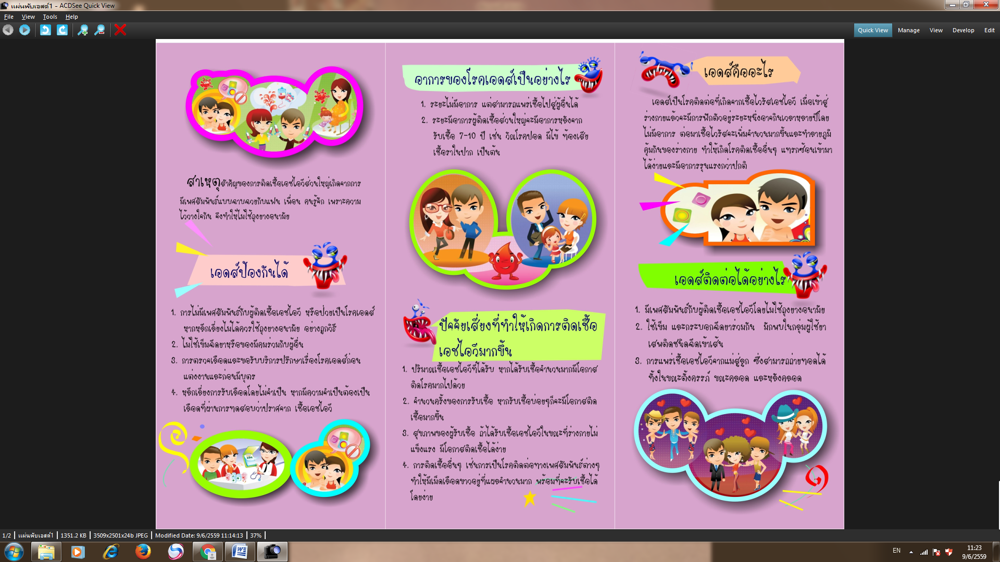 แผ่นพับเอสด์1 - ACDSee Quick View
File View Tools Help
Quick View Manage View Develop Edit
สาเหตุสำคัญของการติดเชื้อเอชไอวีส่วนใหญ่เกิดจากการ
มีเพศสัมพันธ์แบบฉาบฉวยกับแฟน เพื่อน คนรู้จัก เพราะความ
ไว้วางใจกัน จึงทำให้ไม่ใช้ถุงยางอนามัย
เอดส์ป้องกันได้
1. การไม่มีเพศสัมพันธ์กับผู้ติดเชื้อเอชไอวี หรือป่วยเป็นโรคเอดส์
หากหลีกเลี่ยงไม่ได้ควรใช้ถุงยางอนามัย อย่างถูกวิธี
2. ไม่ใช้เข็มฉีดยาหรือของมีคมร่วมกับผู้อื่น
3. การตรวจเลือดและขอรับบริการปรึกษาเรื่องโรคเอดส์ก่อน
แต่งงานและก่อนมีบุตร
4. หลีกเลี่ยงการรับเลือดโดยไม่จำเป็น หากมีความจำเป็นต้องเป็น
เลือดที่ผ่านการทดสอบว่าปราศจาก เชื้อเอชไอวี
CD4
อาการของโรคเอดส์เป็นอย่างไร
1. ระยะไม่มีอาการ แต่สามารถแพร่เชื้อไปสู่ผู้อื่นได้
2. ระยะมีอาการผู้ติดเชื้อส่วนใหญ่จะมีอาการหลังจาก
รับเชื้อ 7-10 ปี เช่น วัณโรคปอด มีไข้ ท้องเสีย
เชื้อราในปาก เป็นต้น
ปัจจัยเสี่ยงที่ทำให้เกิดการติดเชื้อ
เอชไอวีมากขึ้น
1. ปริมาณเชื้อเอชไอวีที่ได้รับ หากได้รับเชื้อจำนวนมากมีโอกาส
ติดโรคมากไปด้วย
2. จำนวนครั้งของการรับเชื้อ หากรับเชื้อบ่อยๆก็จะมีโอกาสติด
เชื้อมากขึ้น
3. สุขภาพของผู้รับเชื้อ ถ้าได้รับเชื้อเอชไอวีในขณะที่ร่างกายไม่
แข็งแรง มีโอกาสติดเชื้อได้ง่าย
4. การติดเชื้ออื่นๆ เช่นการเป็นโรคติดต่อทางเพศสัมพันธ์ต่างๆ
ทำให้มีเม็ดเลือดขาวอยู่ที่แผลจำนวนมาก พร้อมที่จะรับเชื้อได้
โดยง่าย
เอดส์คืออะไร
เอดส์เป็นโรคติดต่อที่เกิดจากเชื้อไวรัสเอชไอวี เมื่อเข้าสู่
ร่างกายแล้วจะมีการฟักตัวอยู่ระยะหนึ่งอาจกินเวลาหลายปีโดย
ไม่มีอาการ ต่อมาเชื้อไวรัสจะเพิ่มจำนวนมากขึ้นและทำลายภูมิ
คุ้มกันของร่างกาย ทำให้เกิดโรคติดเชื้ออื่นๆ แทรกซ้อนเข้ามา
ได้ง่ายและมีอาการรุนแรงกว่าปกติ
เอดส์ติดต่อได้อย่างไร
1. มีเพศสัมพันธ์กับผู้ติดเชื้อเอชไอวีโดยไม่ใช้ถุงยางอนามัย
2. ใช้เข็ม และกระบอกฉีดยาร่วมกัน มักพบในกลุ่มผู้ใช้ยา
เสพติดชนิดฉีดเข้าเส้น
3. การแพร่เชื้อเอชไอวีจากแม่สู่ลูก ซึ่งสามารถถ่ายทอดได้
ทั้งในขณะตั้งครรภ์ ขณะคลอด และหลังคลอด
1/2 แผ่นพับเอสด์1 1351.2 KB 3509x2501x24b JPEG Modified Date: 9/6/2559 11:14:13 37%
EN 11:23
9/6/2559